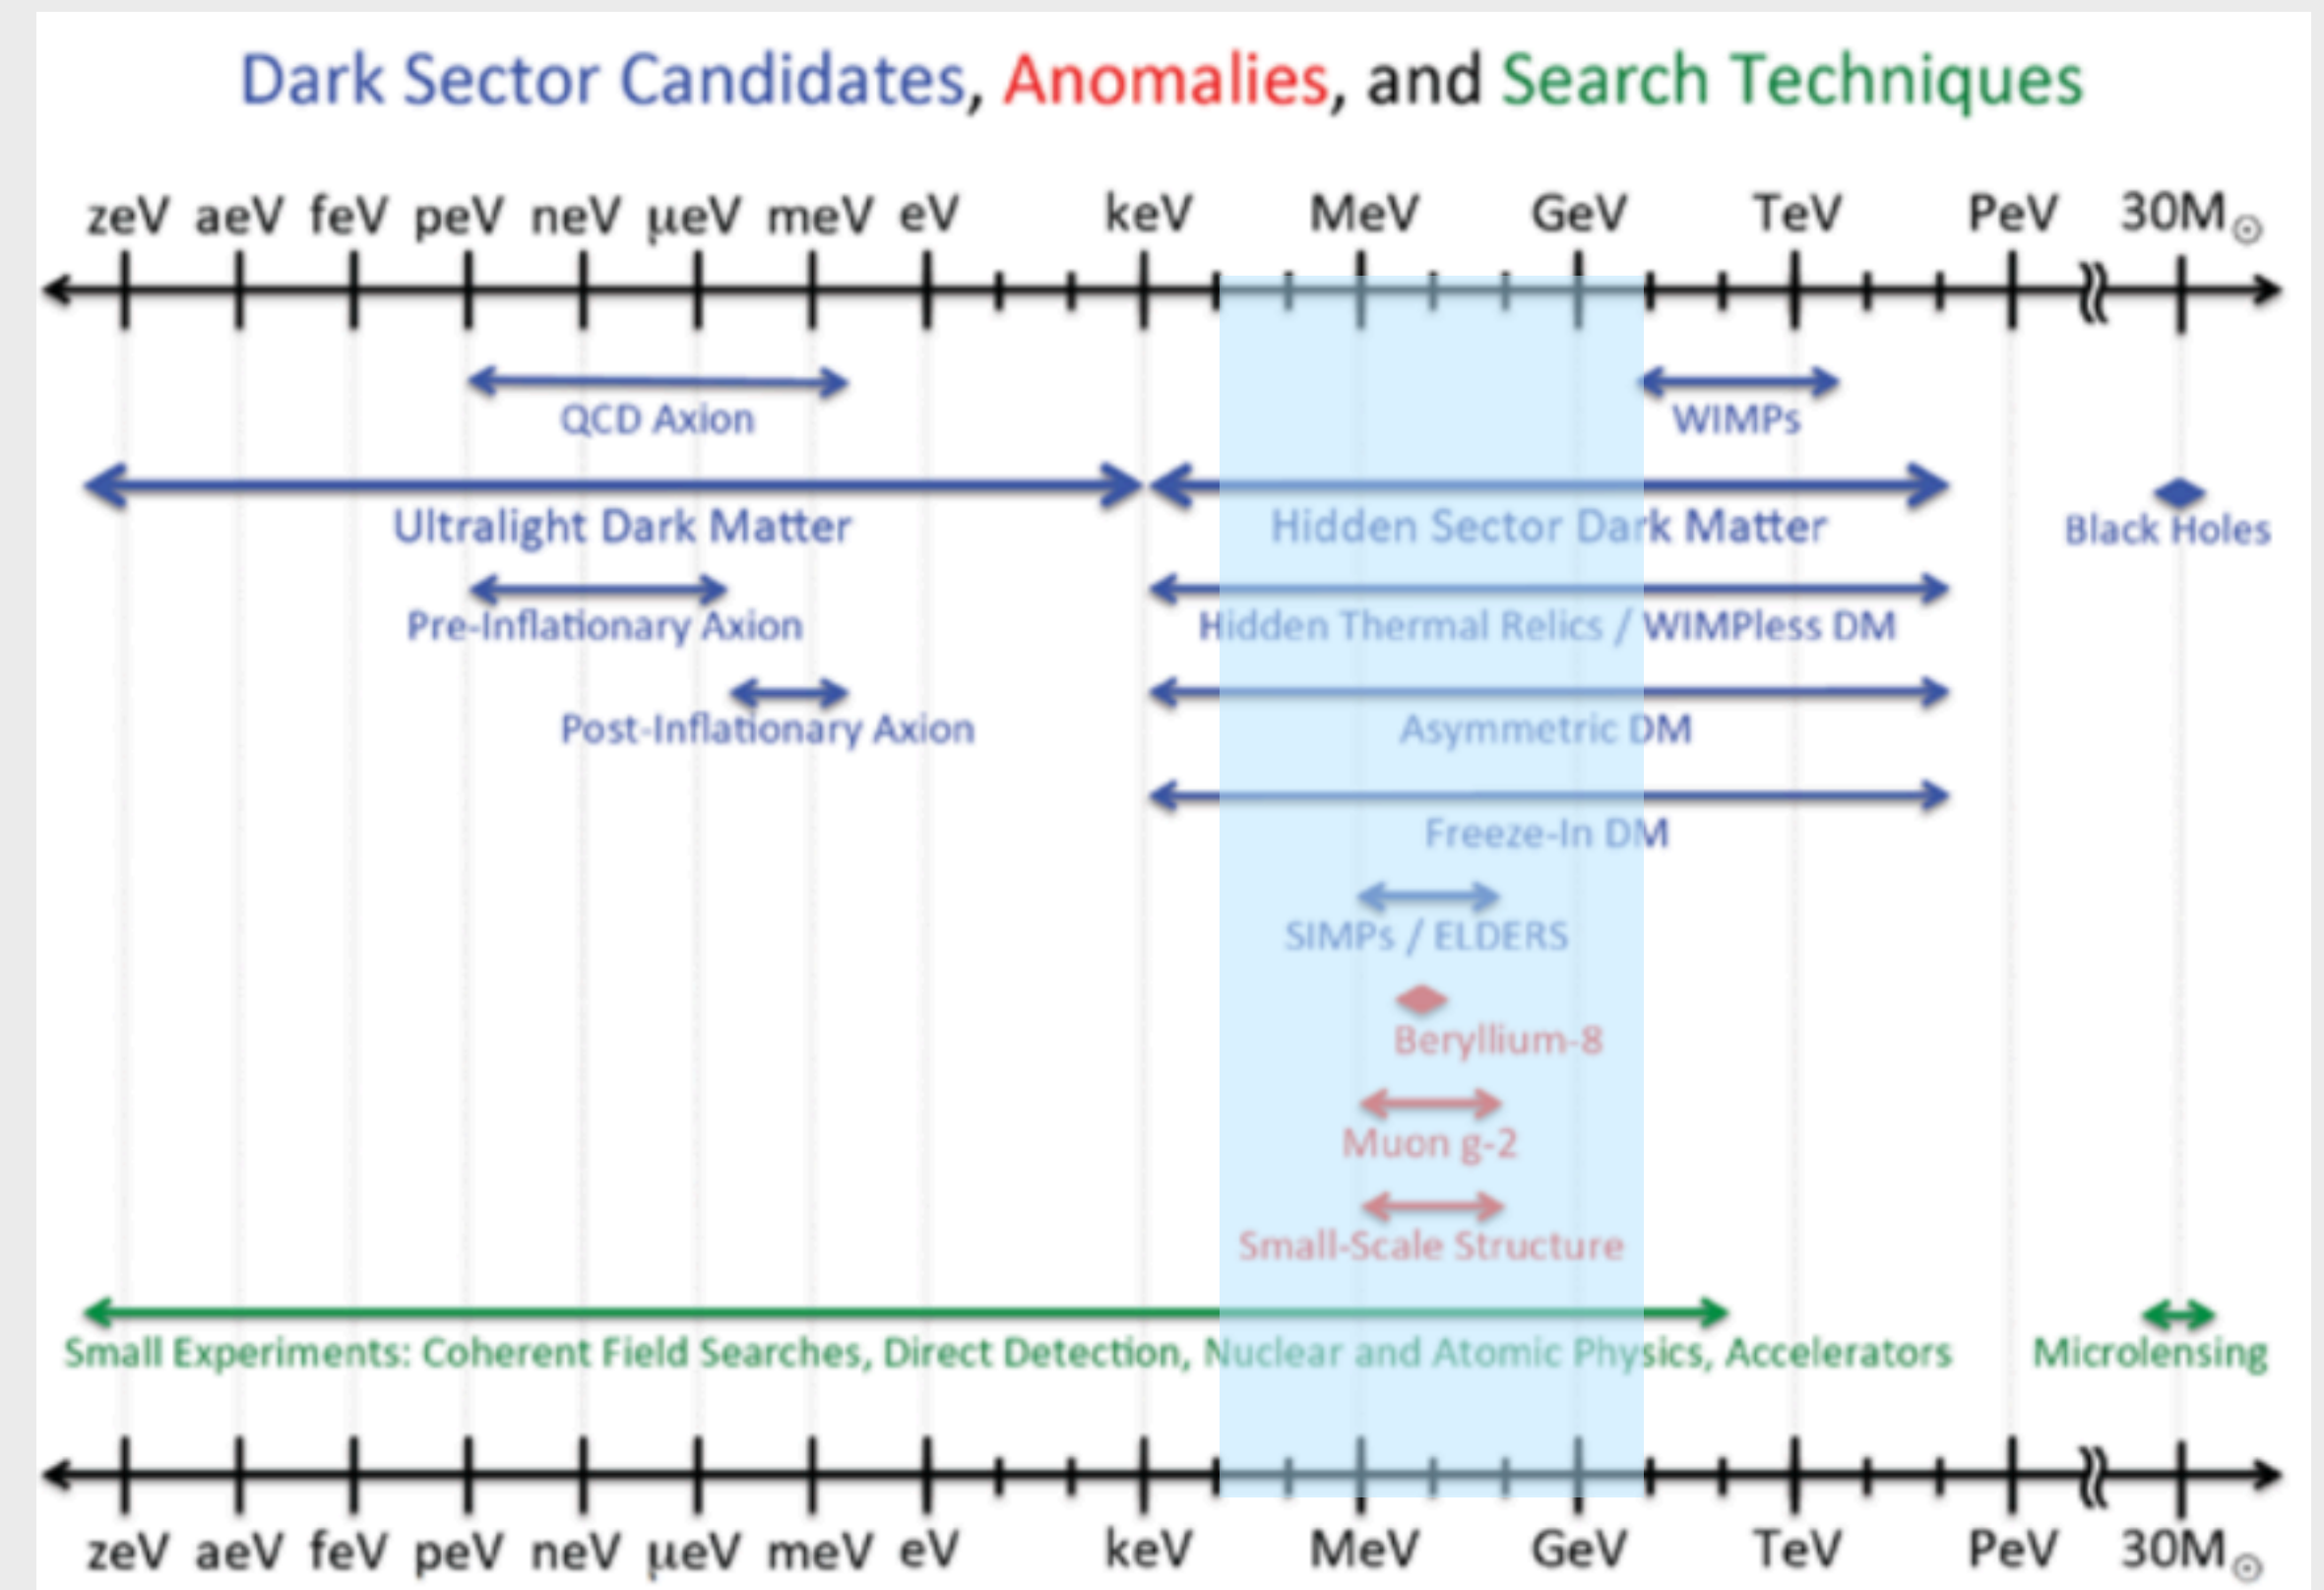 Dark Sector Candidates, Anomalies, and Search Techniques
zeV aeV feV peV neV μeV meV eV keV MeV GeV TeV PeV 30M☉
QCD Axion WIMPs
Ultralight Dark Matter Hidden Sector Dark Matter Black Holes
Pre-Inflationary Axion Hidden Thermal Relics / WIMPless DM
Post-Inflationary Axion Asymmetric DM
Freeze-In DM
SIMPs / ELDERS
Beryllium-8
Muon g-2
Small-Scale Structure
Small Experiments: Coherent Field Searches, Direct Detection, Nuclear and Atomic Physics, Accelerators Microlensing
zeV aeV feV peV neV μeV meV eV keV MeV GeV TeV PeV 30M☉